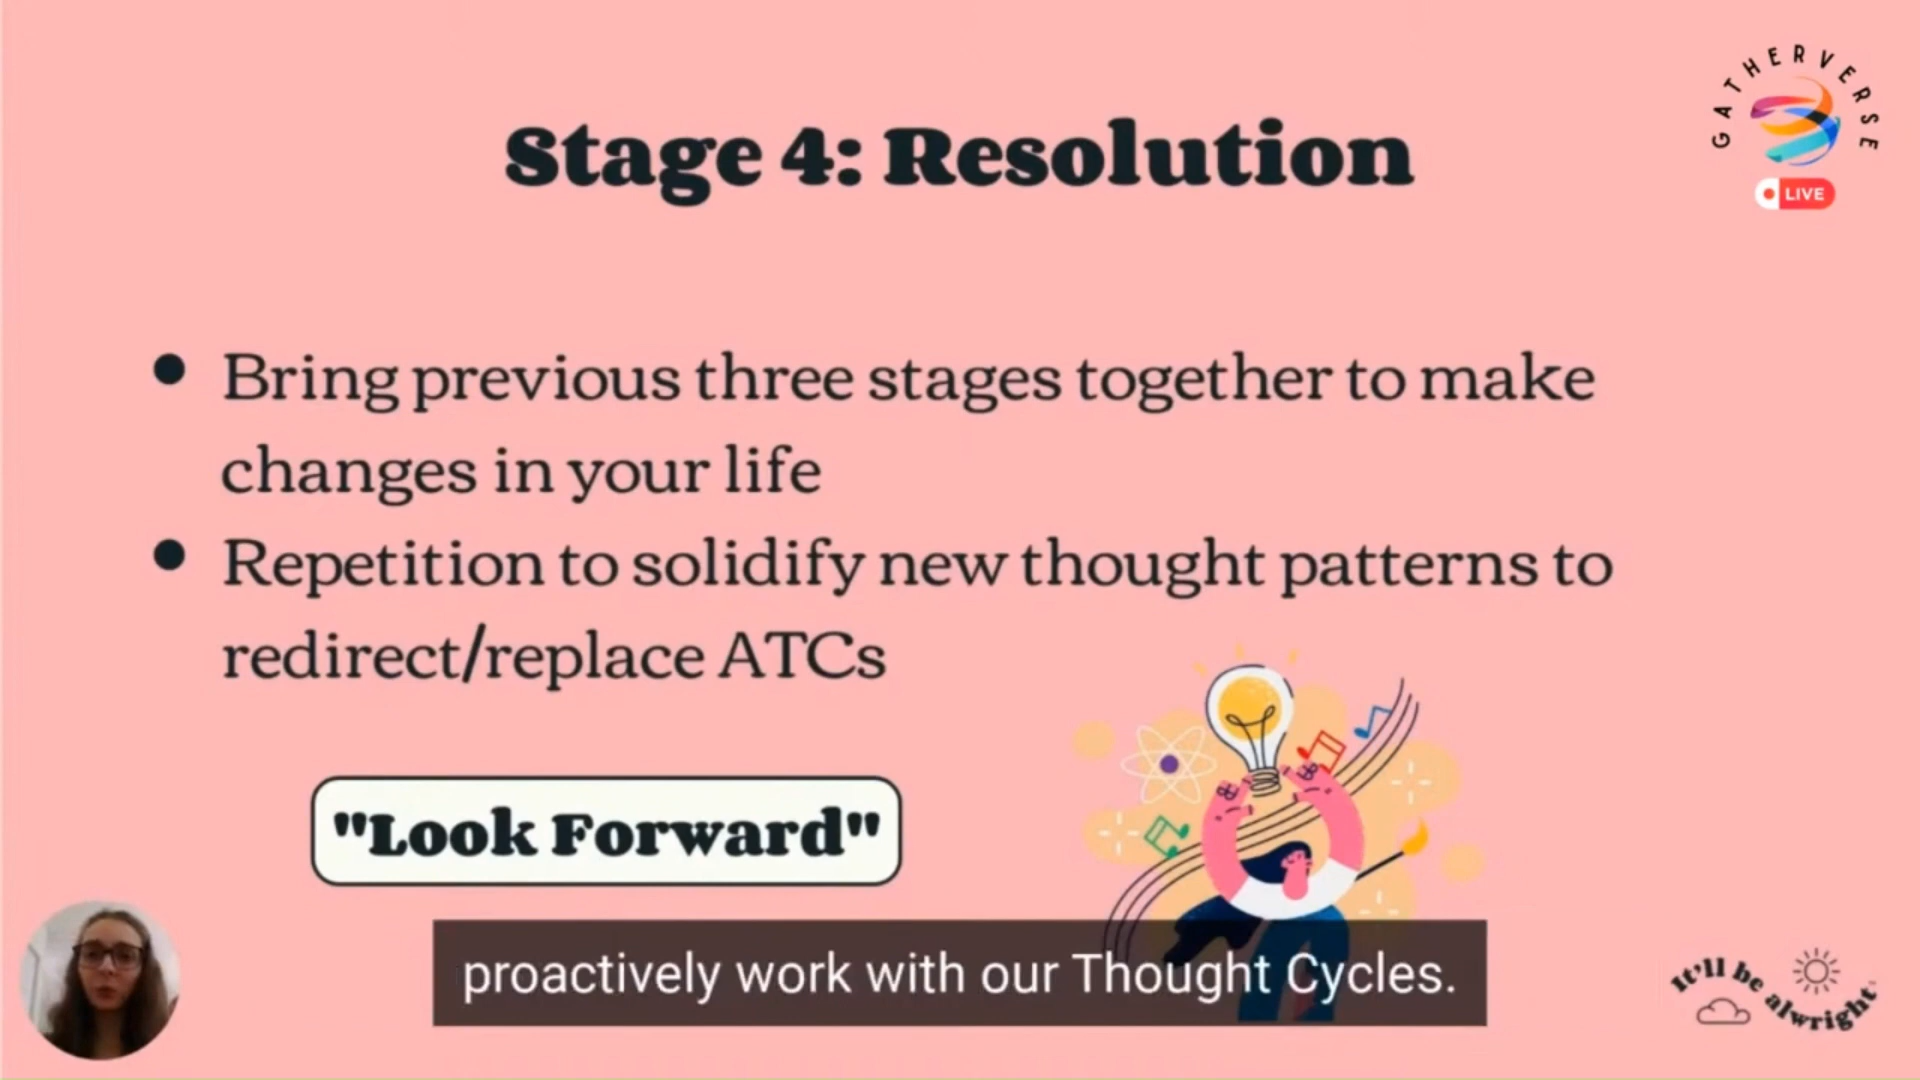 GATHERVERSE
LIVE
Stage 4: Resolution
Bring previous three stages together to make
changes in your life
Repetition to solidify new thought patterns to
redirect/replace ATCs
"Look Forward"
proactively work with our Thought Cycles.
It'll be alwright